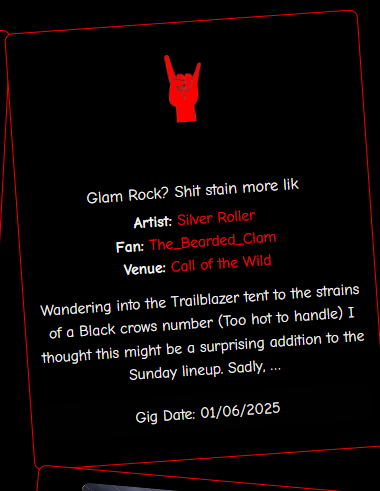 Glam Rock? Shit stain more lik
Artist: Silver Roller
Fan: The_Bearded_Clam
Venue: Call of the Wild
Wandering into the Trailblazer tent to the strains
of a Black crows number (Too hot to handle) I
thought this might be a surprising addition to the
Sunday lineup. Sadly, ...
Gig Date: 01/06/2025